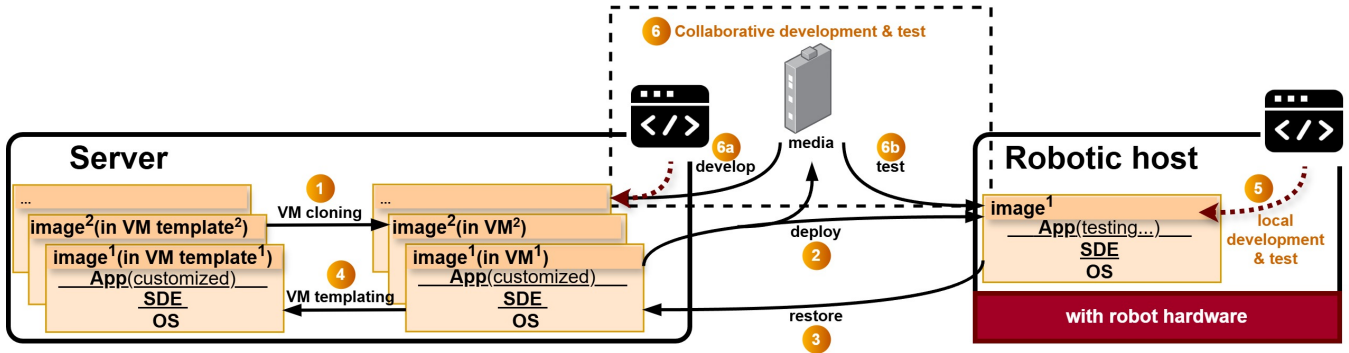 6 Collaborative development & test
</>
</>
Server
media
6a
develop
6b
test
Robotic host
...
1
VM cloning
...
image²(in VM template²)
image²(in VM²)
image¹(in VM template¹)
App(customized)
SDE
OS
4
VM templating
image¹(in VM¹)
App(customized)
SDE
OS
deploy
2
restore
3
image¹
App(testing...)
SDE
OS
5
local
development
& test
with robot hardware